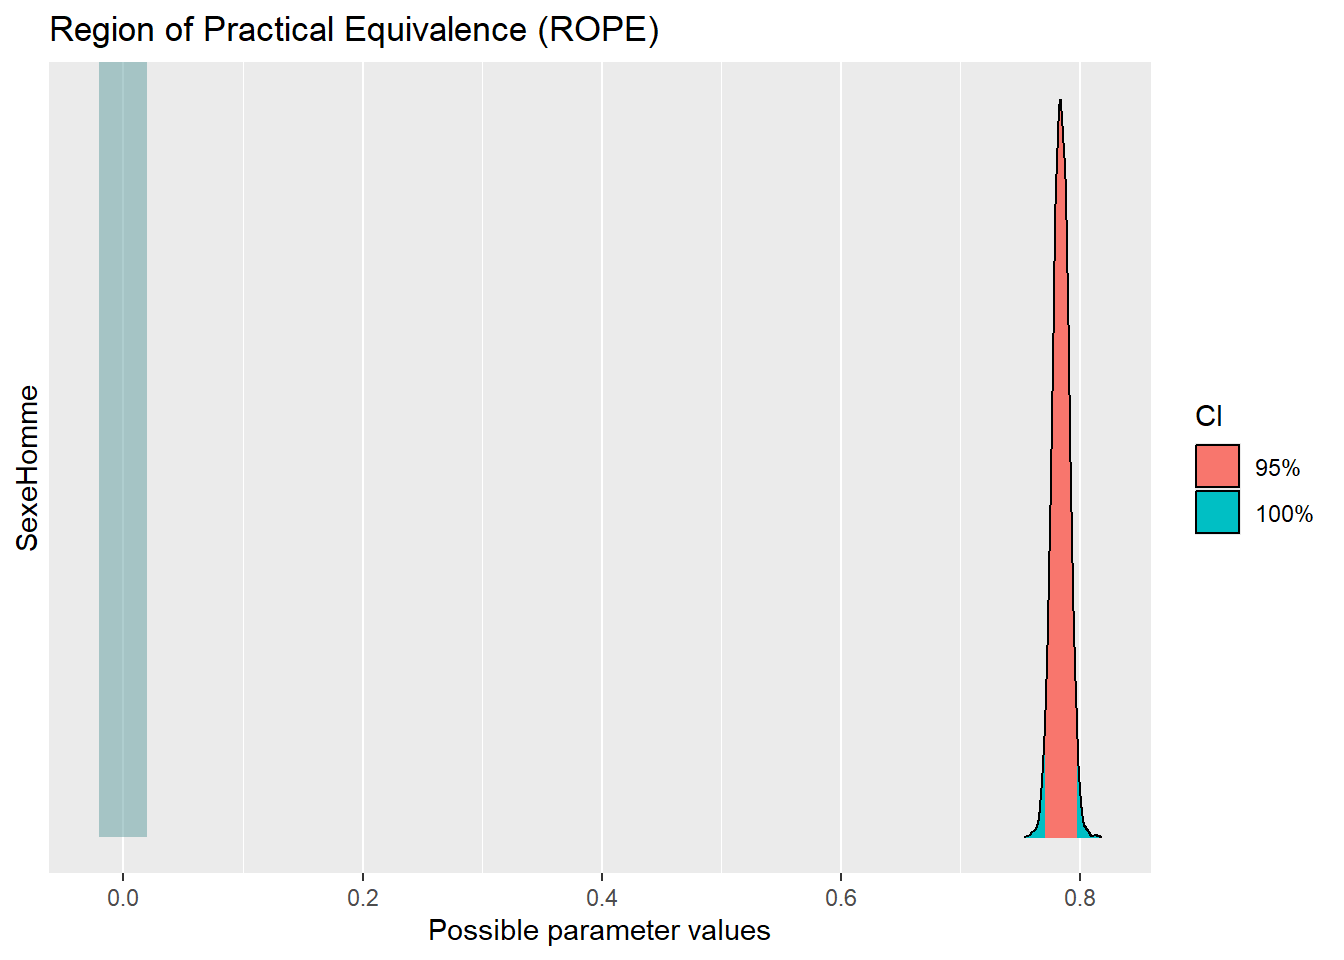 Region of Practical Equivalence (ROPE)
SexeHomme
CI
95%
100%
0.0
0.2
0.4
0.6
0.8
Possible parameter values